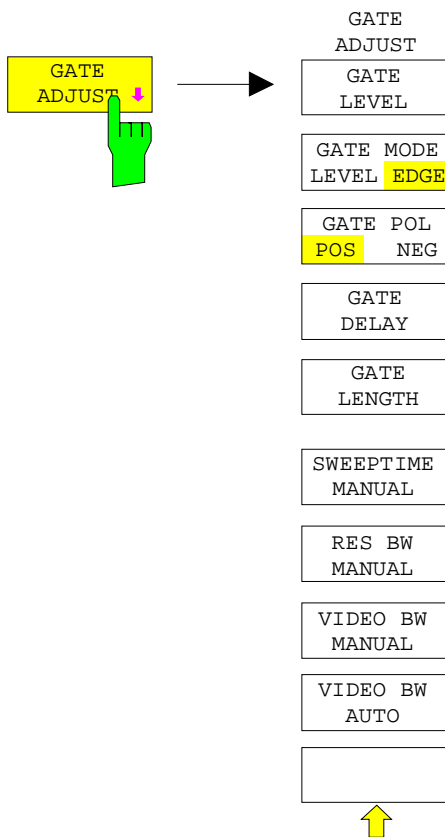 GATE
ADJUST
GATE
ADJUST
GATE
LEVEL
GATE MODE
LEVEL EDGE
GATE POL
POS NEG
GATE
DELAY
GATE
LENGTH
SWEEPTIME
MANUAL
RES BW
MANUAL
VIDEO BW
MANUAL
VIDEO BW
AUTO